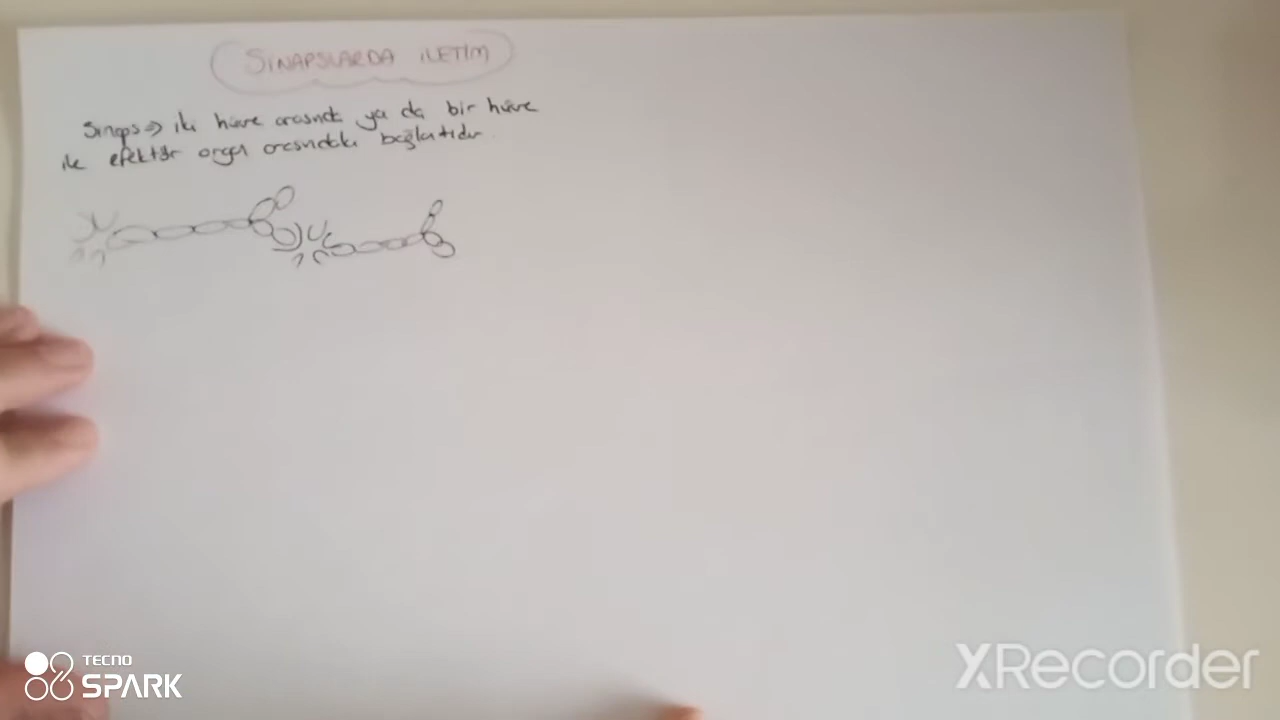 SİNAPSLARDA İLETİM
Sinaps => iki hücre arasında ya da bir hücre
ile efektör organ arasındaki bağlantıdır.
TECNO
SPARK
XRecorder